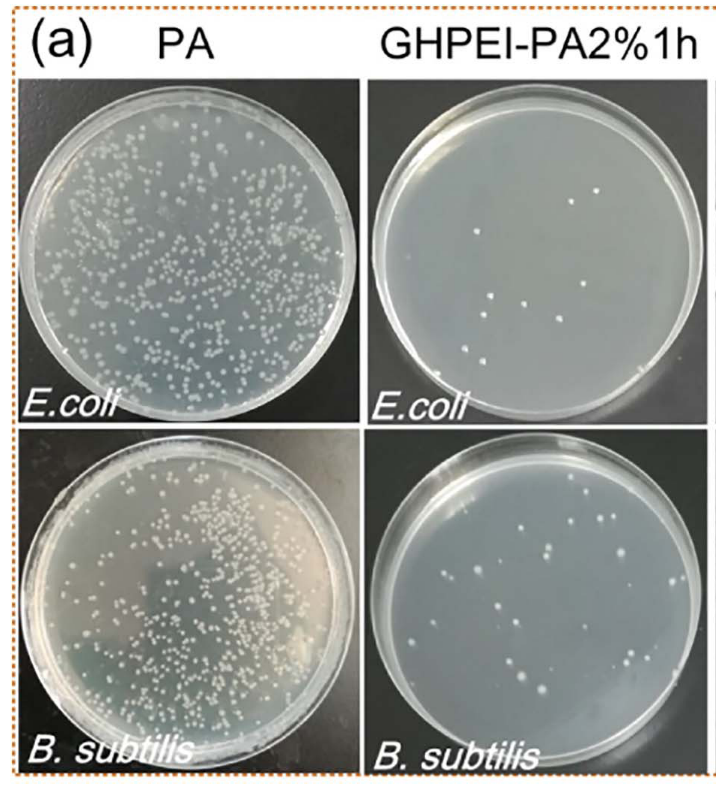 (a) PA GHPEI-PA2%1h
E.coli E.coli
B. subtilis B. subtilis